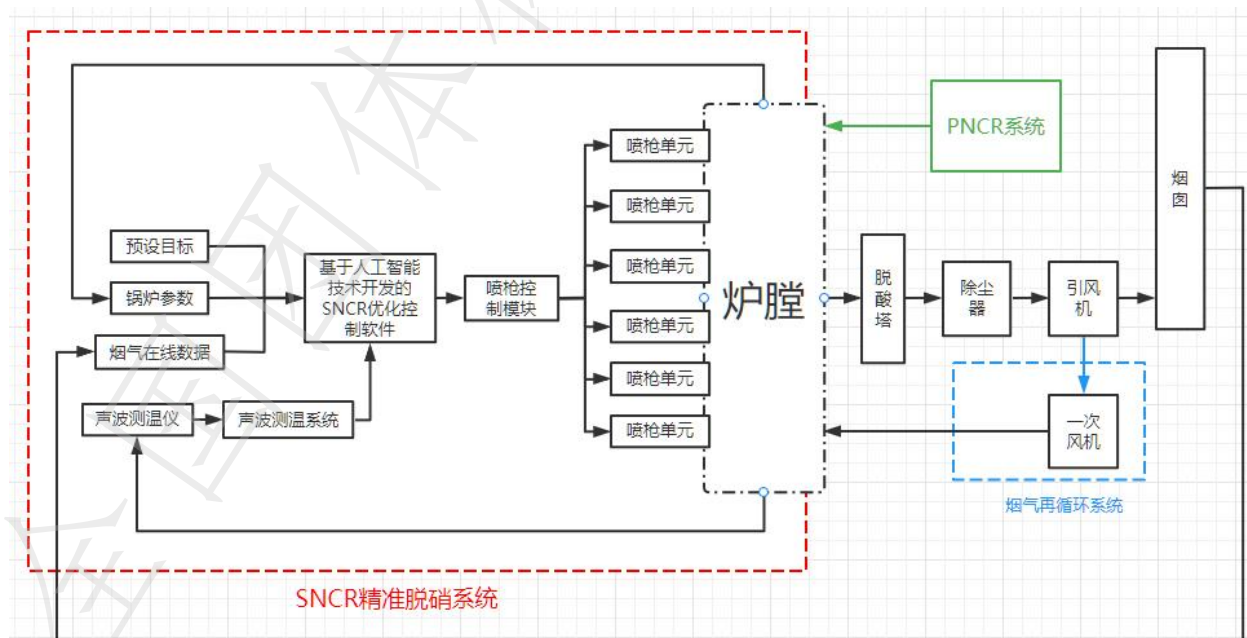 PNCR系统
烟
囱
喷枪单元
喷枪单元
喷枪单元
喷枪单元
喷枪单元
喷枪单元
预设目标
锅炉参数
烟气在线数据
声波测温仪
声波测温系统
基于人工智能
技术开发的
SNCR优化控
制软件
喷枪控
制模块
炉膛
脱
酸
塔
除尘
器
引风
机
一次
风机
烟气再循环系统
SNCR精准脱硝系统
全国团体